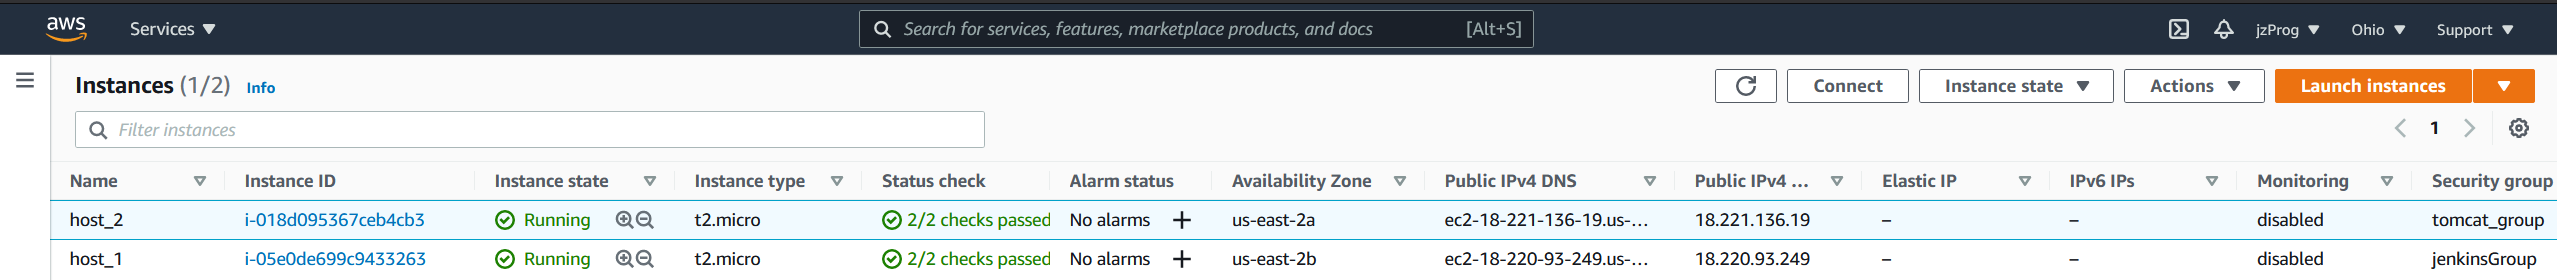 aws Services Search for services, features, marketplace products, and docs [Alt+S] jzProg Ohio Support
Instances (1/2) Info Connect Instance state Actions Launch instances
Filter instances 1
Name Instance ID Instance state Instance type Status check Alarm status Availability Zone Public IPv4 DNS Public IPv4 ... Elastic IP IPv6 IPs Monitoring Security group
host_2 i-018d095367ceb4cb3 Running t2.micro 2/2 checks passed No alarms + us-east-2a ec2-18-221-136-19.us-... 18.221.136.19 – – disabled tomcat_group
host_1 i-05e0de699c9433263 Running t2.micro 2/2 checks passed No alarms + us-east-2b ec2-18-220-93-249.us-... 18.220.93.249 – – disabled jenkinsGroup